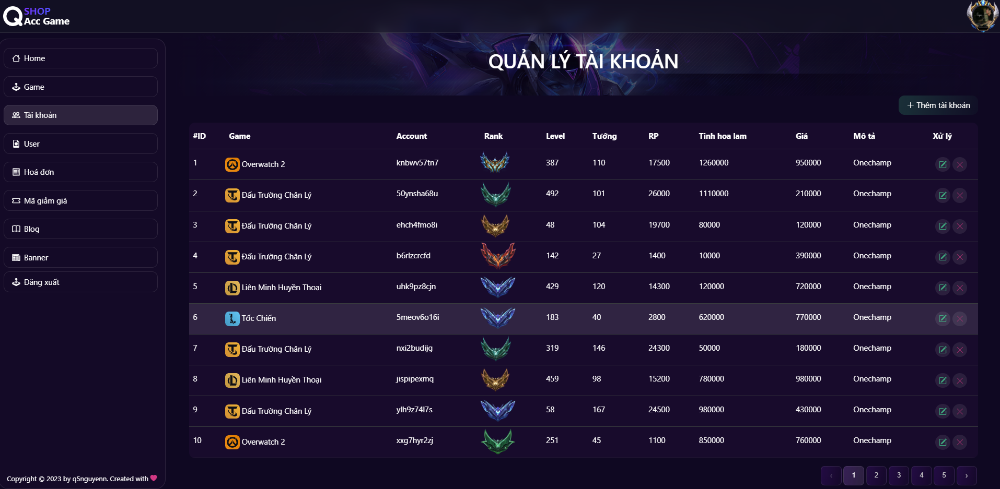 SHOP
Acc Game
Home
Game
Tài khoản
User
Hoá đơn
Mã giảm giá
Blog
Banner
Đăng xuất
Copyright © 2023 by q5nguyenn. Created with
QUẢN LÝ TÀI KHOẢN
+ Thêm tài khoản
#ID Game Account Rank Level Tướng RP Tinh hoa lam Giá Mô tả Xử lý
1 Overwatch 2 knbwv57tn7 387 110 17500 1260000 950000 Onechamp
2 Đấu Trường Chân Lý 50ynsha68u 492 101 26000 1110000 210000 Onechamp
3 Đấu Trường Chân Lý ehch4fmo8i 48 104 19700 80000 120000 Onechamp
4 Đấu Trường Chân Lý b6rlzcrcfd 142 27 1400 10000 390000 Onechamp
5 Liên Minh Huyền Thoại uhk9pz8cjn 429 120 14300 120000 720000 Onechamp
6 Tốc Chiến 5meov6o16i 183 40 2800 620000 770000 Onechamp
7 Đấu Trường Chân Lý nxi2budijg 319 146 24300 50000 180000 Onechamp
8 Liên Minh Huyền Thoại jispipexmq 459 98 15200 780000 980000 Onechamp
9 Đấu Trường Chân Lý ylh9z74l7s 58 167 24500 980000 430000 Onechamp
10 Overwatch 2 xxg7hyr2zj 251 45 1100 850000 760000 Onechamp
‹ 1 2 3 4 5 ›